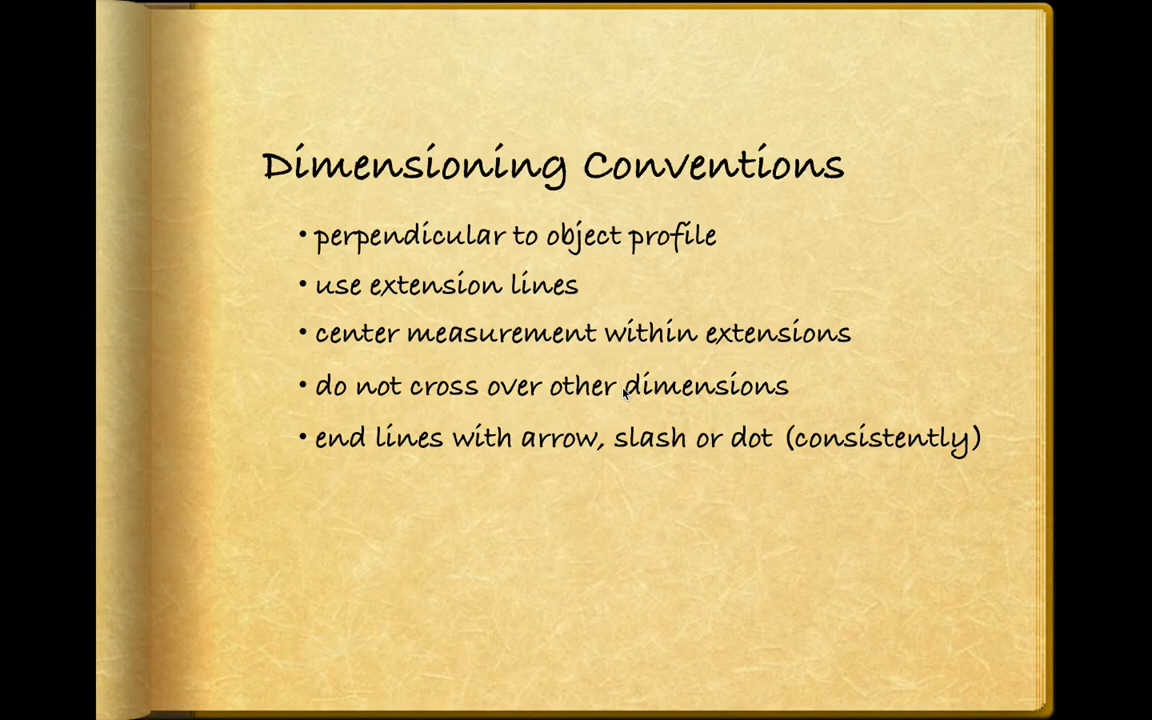 Dimensioning Conventions
• perpendicular to object profile
• use extension lines
• center measurement within extensions
• do not cross over other dimensions
• end lines with arrow, slash or dot (consistently)